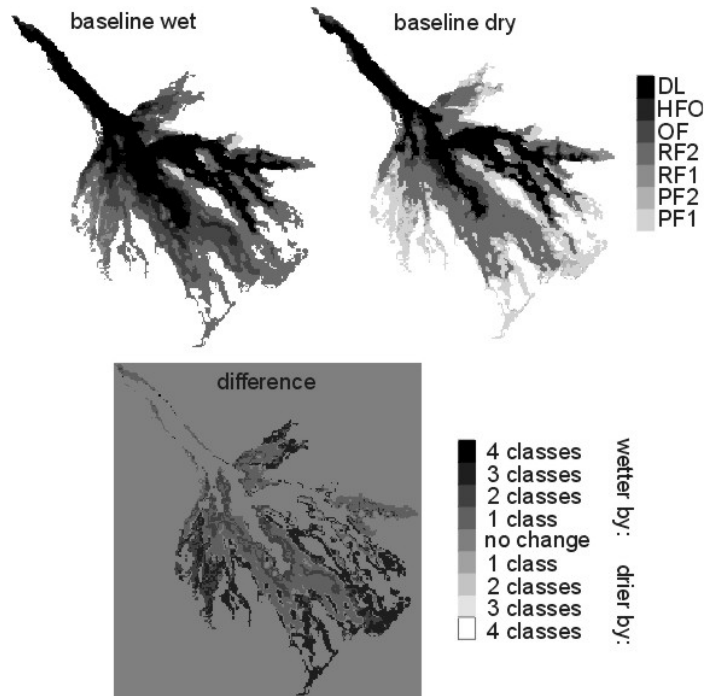 baseline wet
baseline dry
DL
HFO
OF
RF2
RF1
PF2
PF1
difference
4 classes
3 classes
2 classes
1 class
no change
1 class
2 classes
3 classes
4 classes
wetter by:
drier by: